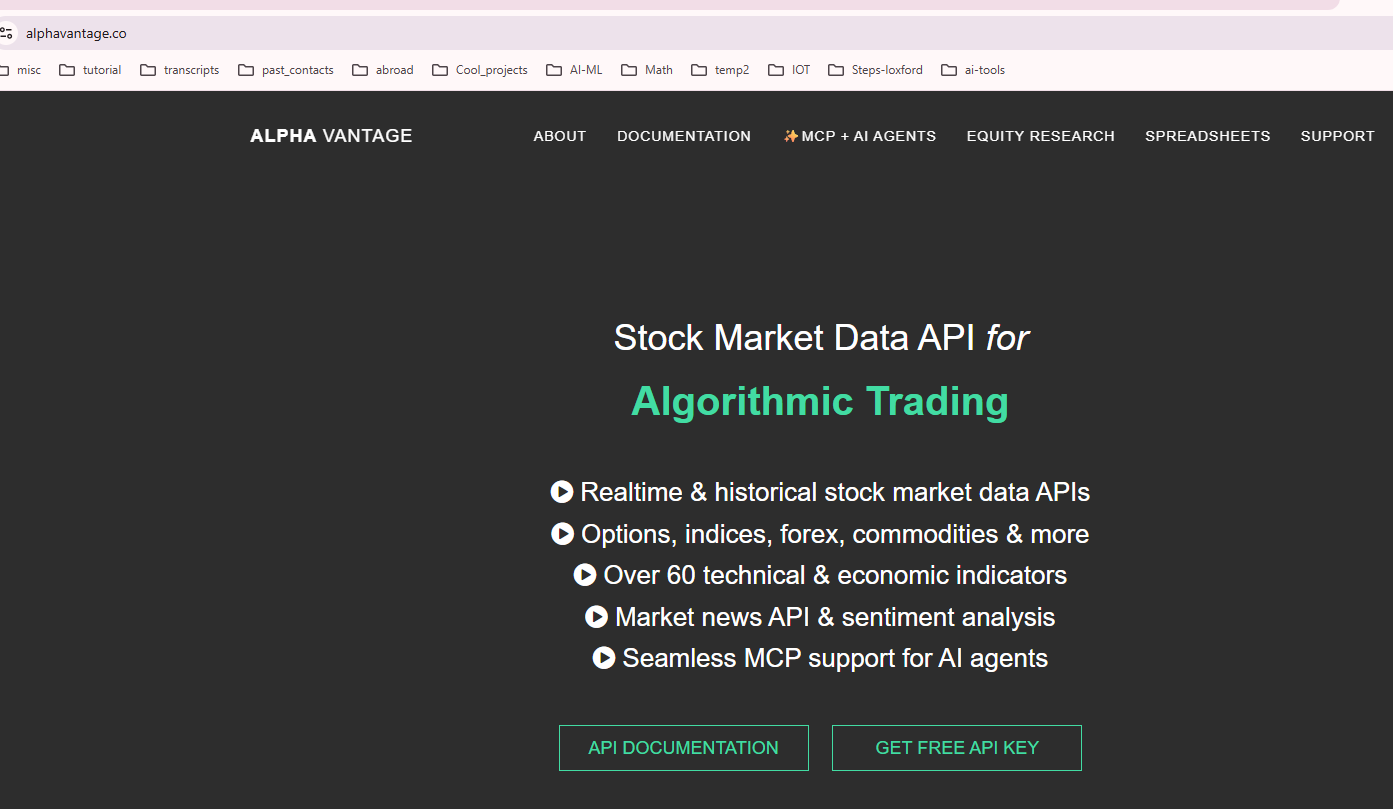 alphavantage.co
misc tutorial transcripts past_contacts abroad Cool_projects AI-ML Math temp2 IOT Steps-loxford ai-tools
ALPHA VANTAGE ABOUT DOCUMENTATION ✨MCP + AI AGENTS EQUITY RESEARCH SPREADSHEETS SUPPORT
Stock Market Data API for
Algorithmic Trading
Realtime & historical stock market data APIs
Options, indices, forex, commodities & more
Over 60 technical & economic indicators
Market news API & sentiment analysis
Seamless MCP support for AI agents
API DOCUMENTATION GET FREE API KEY